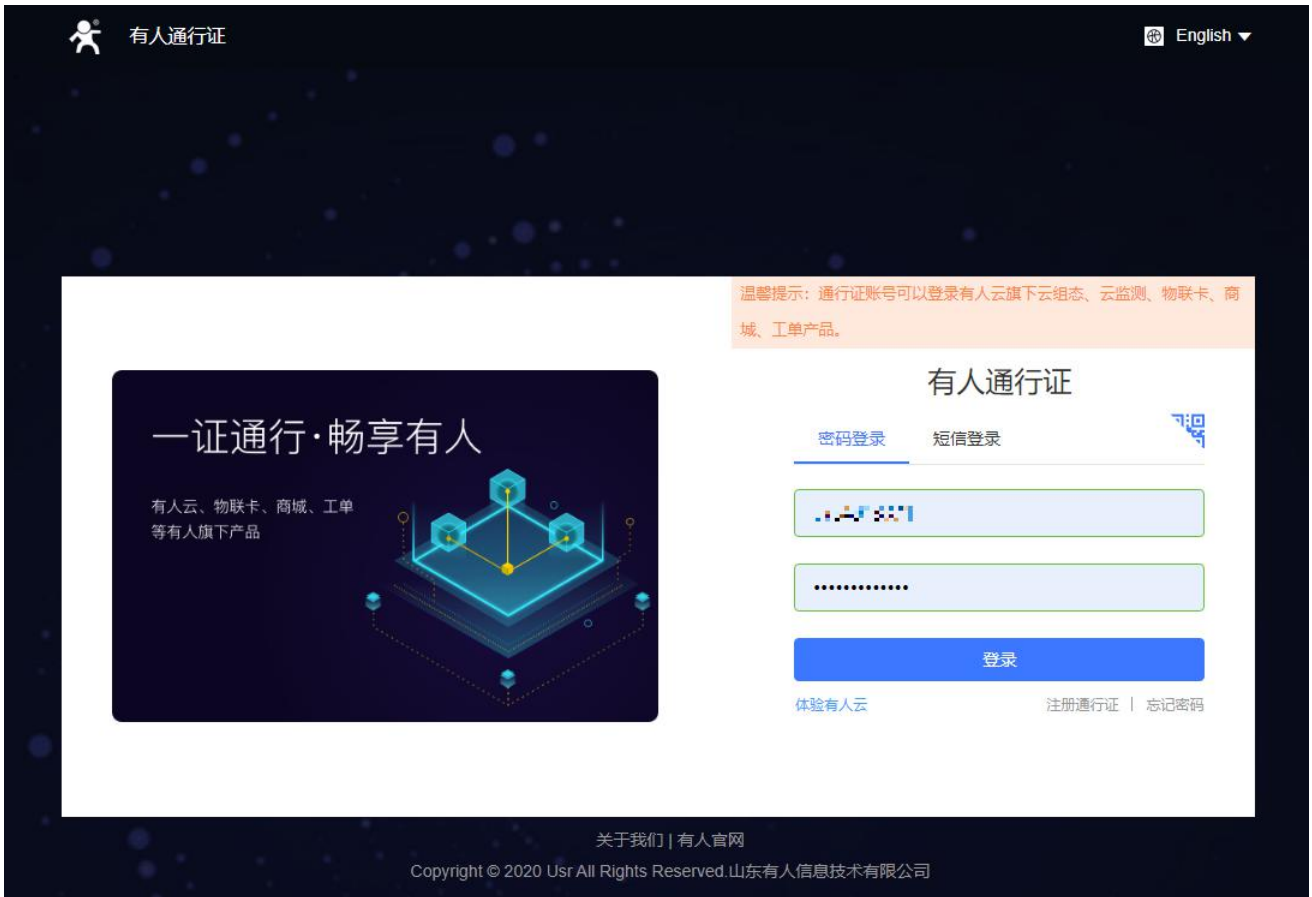 有人通行证
English
温馨提示：通行证账号可以登录有人云旗下云组态、云监测、物联卡、商
城、工单产品。
一证通行·畅享有人
有人云、物联卡、商城、工单
等有人旗下产品
有人通行证
密码登录 短信登录
•••••••••••••
登录
体验有人云 注册通行证 | 忘记密码
关于我们 | 有人官网
Copyright © 2020 Usr All Rights Reserved.山东有人信息技术有限公司